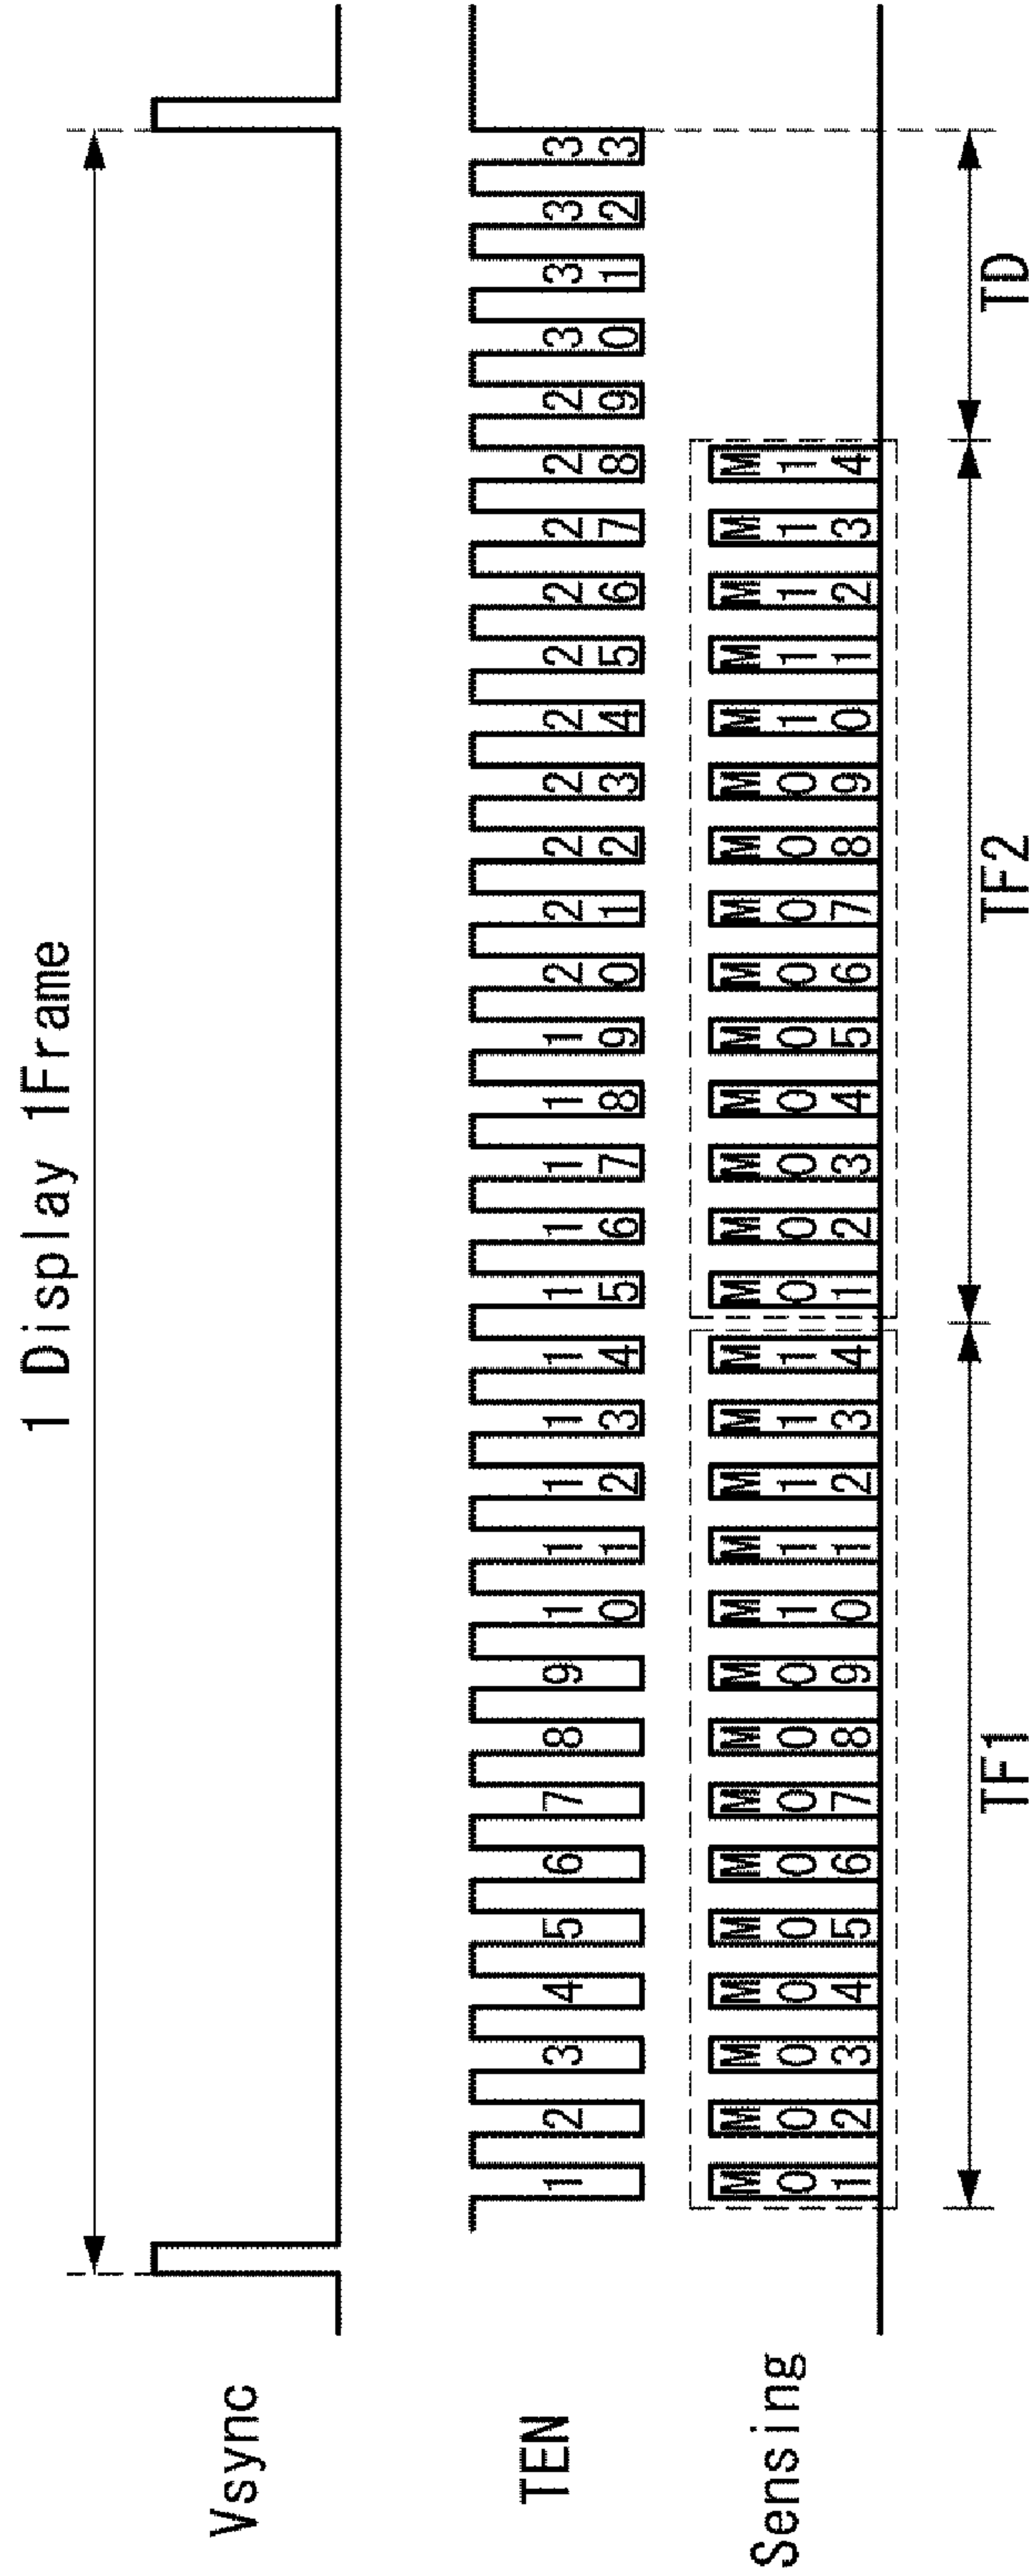 1 Display 1Frame
Vsync
TEN
1 2 3 4 5 6 7 8 9 10 11 12 13 14 15 16 17 18 19 20 21 22 23 24 25 26 27 28 29 30 31 32 33
Sensing
M01 M02 M03 M04 M05 M06 M07 M08 M09 M10 M11 M12 M13 M14 M01 M02 M03 M04 M05 M06 M07 M08 M09 M10 M11 M12 M13 M14
TF1 TF2 TD